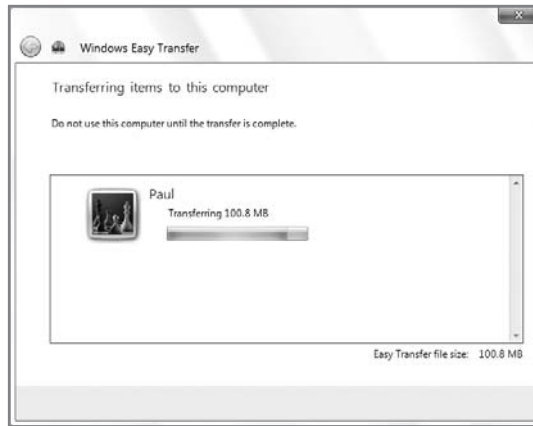 Windows Easy Transfer
Transferring items to this computer
Do not use this computer until the transfer is complete.
Paul
Transferring 100.8 MB
Easy Transfer file size: 100.8 MB